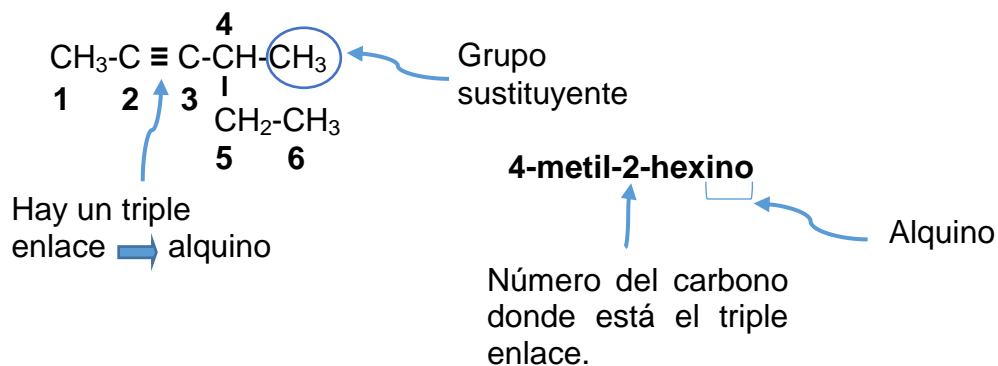 4
CH₃-C ≡ C-CH-CH₃
1 2 3
CH₂-CH₃
5 6
Grupo
sustituyente
4-metil-2-hexino
Hay un triple
enlace alquino
Alquino
Número del carbono
donde está el triple
enlace.